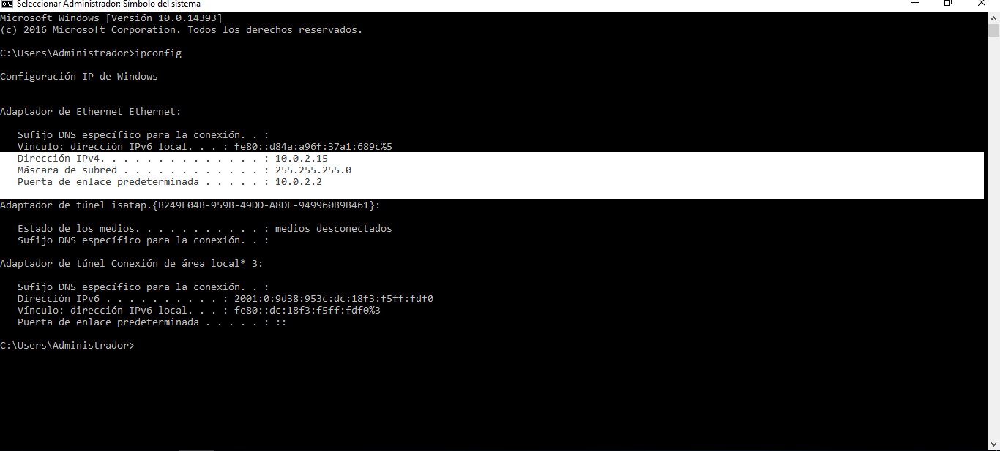 Seleccionar Administrador: Símbolo del sistema
Microsoft Windows [Versión 10.0.14393]
(c) 2016 Microsoft Corporation. Todos los derechos reservados.
C:\Users\Administrador>ipconfig
Configuración IP de Windows
Adaptador de Ethernet Ethernet:
Sufijo DNS específico para la conexión. . :
Vínculo: dirección IPv6 local. . . : fe80::d84a:a96f:37a1:689c%5
Dirección IPv4. . . . . . . . . . . . . . : 10.0.2.15
Máscara de subred . . . . . . . . . . . . : 255.255.255.0
Puerta de enlace predeterminada . . . . . : 10.0.2.2
Adaptador de túnel isatap.{B249F04B-959B-49DD-A8DF-949960B9B461}:
Estado de los medios. . . . . . . . . . . : medios desconectados
Sufijo DNS específico para la conexión. . :
Adaptador de túnel Conexión de área local* 3:
Sufijo DNS específico para la conexión. . :
Dirección IPv6 . . . . . . . . . . : 2001:0:9d38:953c:dc:18f3:f5ff:fdf0
Vínculo: dirección IPv6 local. . . : fe80::dc:18f3:f5ff:fdf0%3
Puerta de enlace predeterminada . . . . . : ::
C:\Users\Administrador>